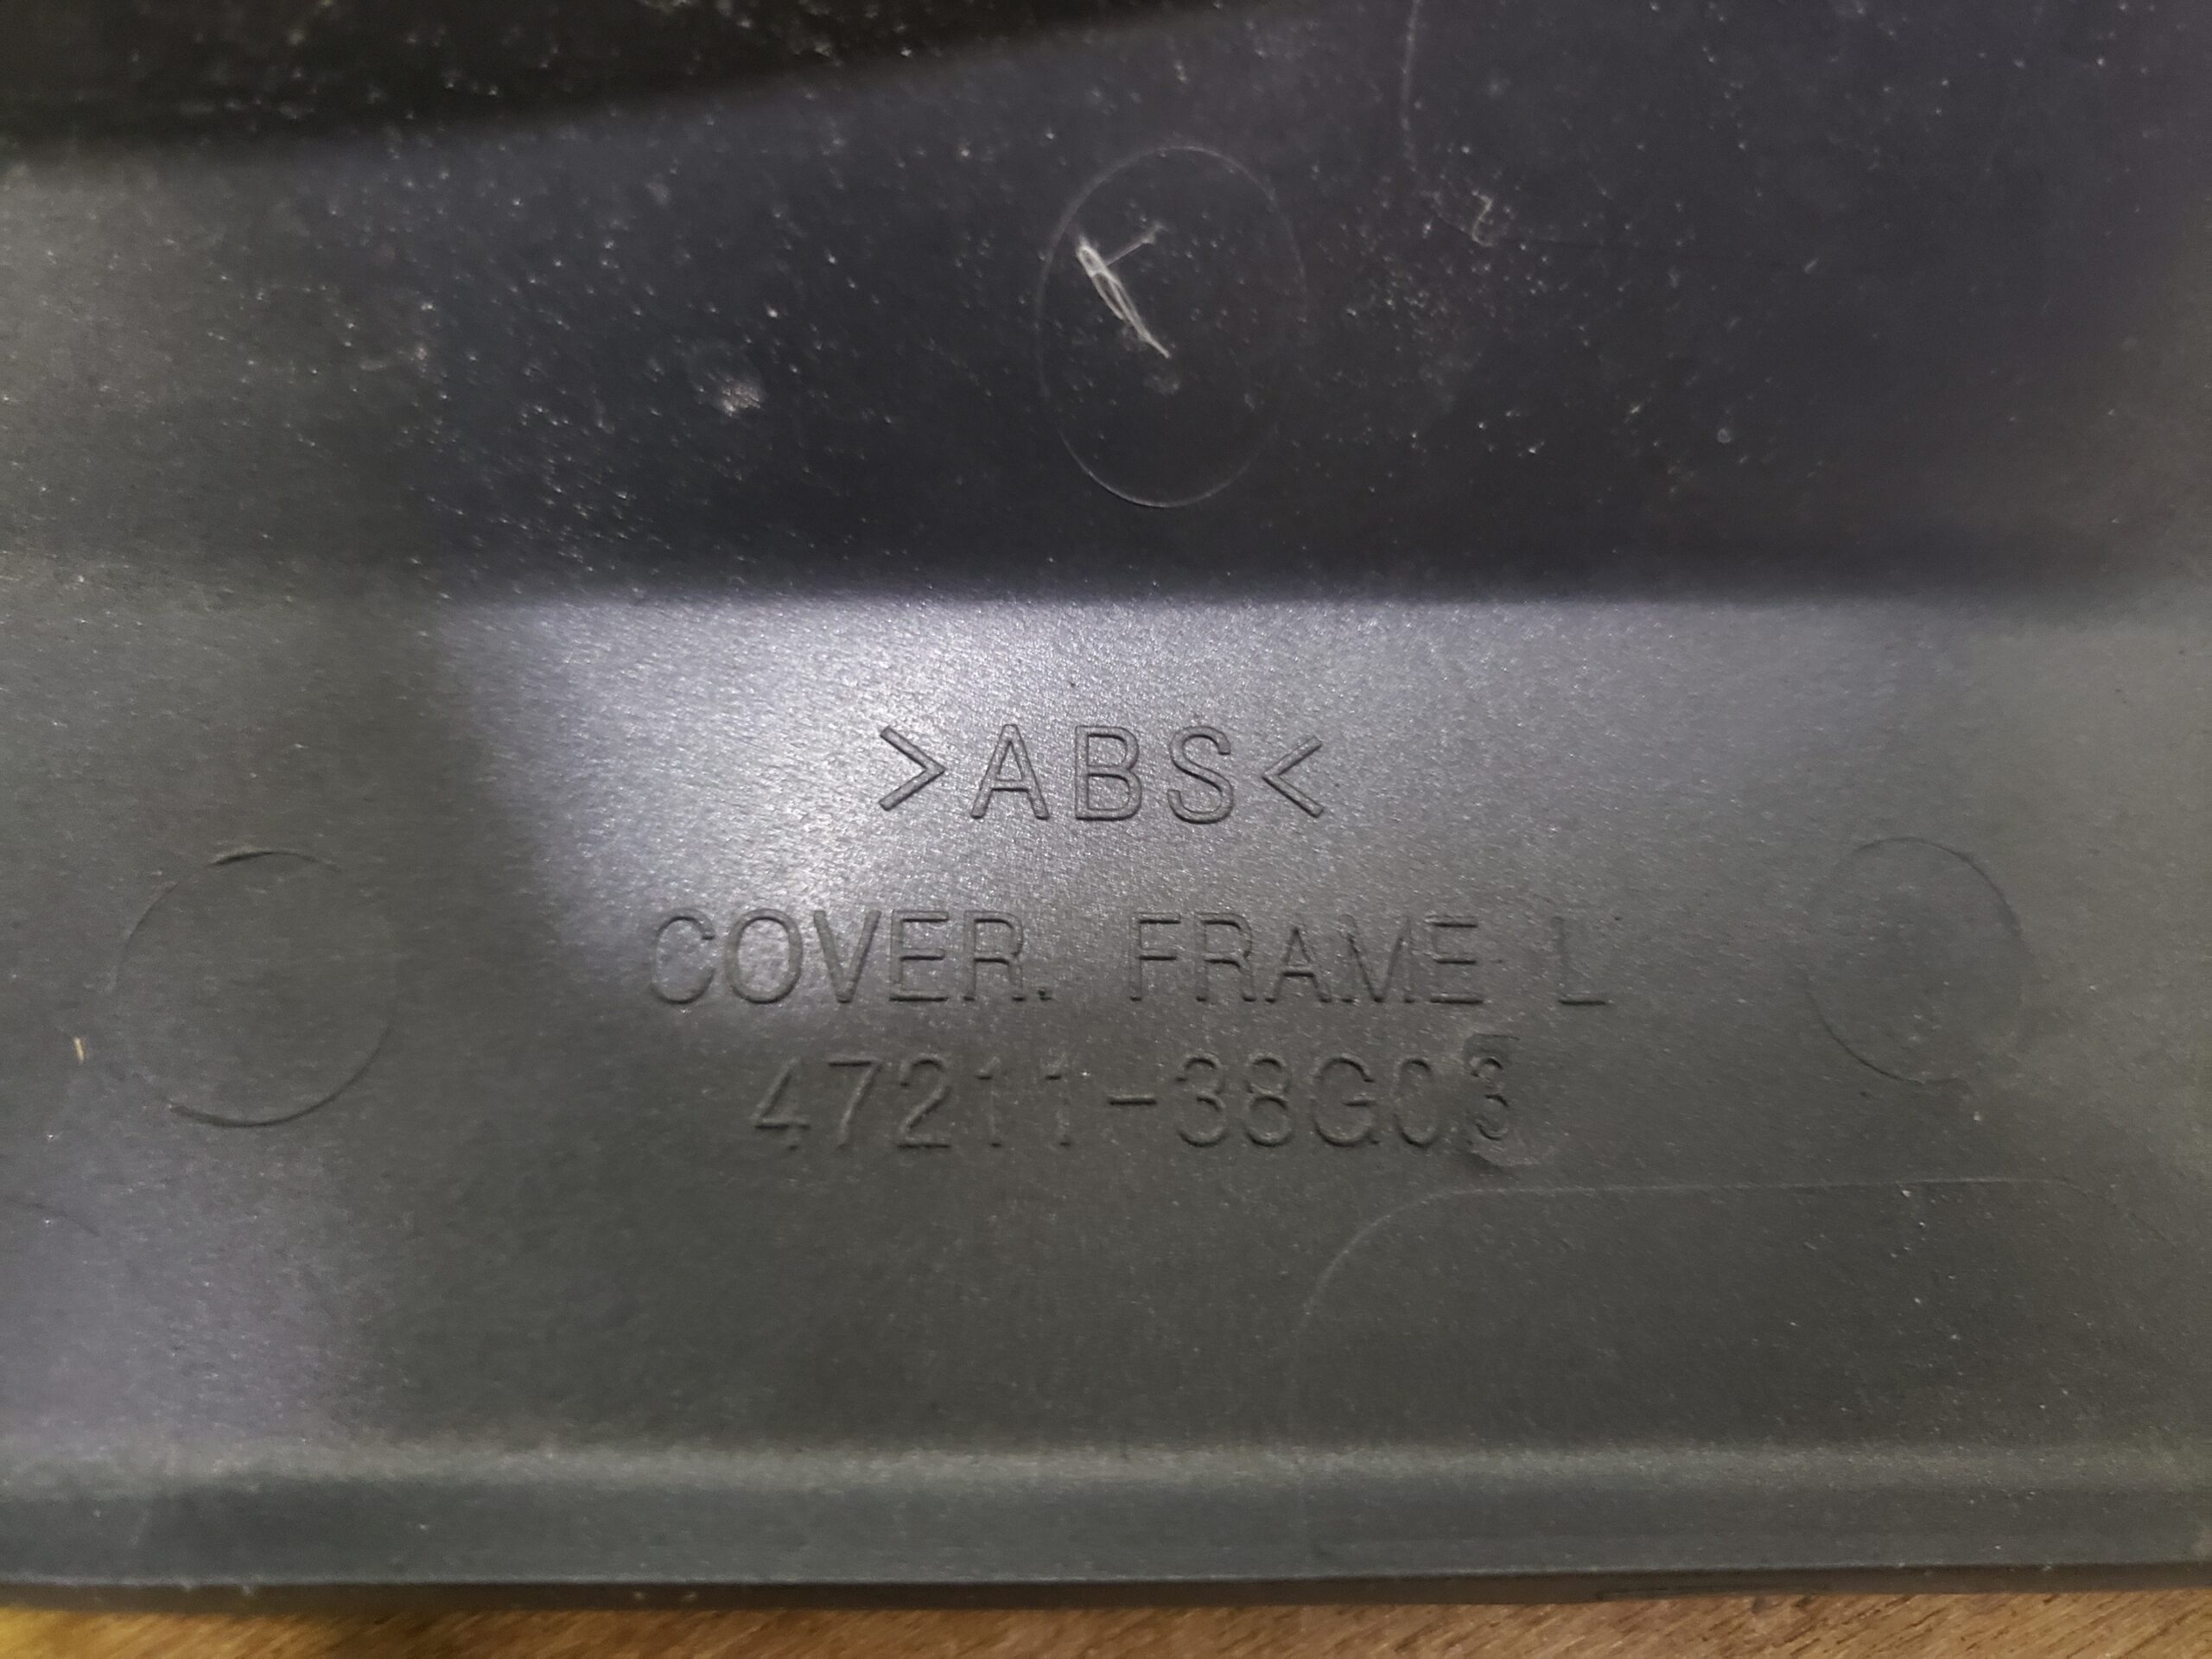 >ABS<
COVER. FRAME L
47211-38G03